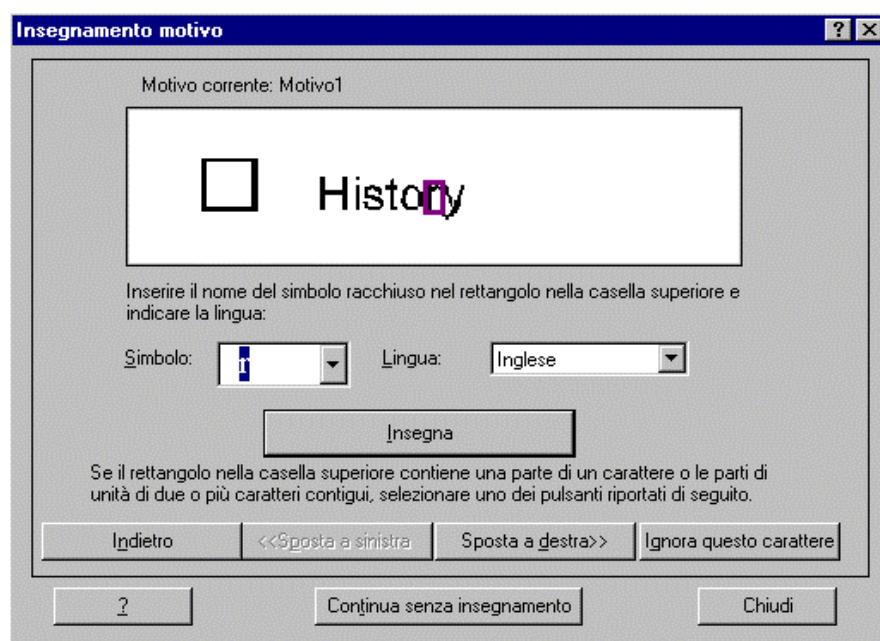 Insegnamento motivo
Motivo corrente: Motivo1
History
Inserire il nome del simbolo racchiuso nel rettangolo nella casella superiore e
indicare la lingua:
Simbolo: r Lingua: Inglese
Insegna
Se il rettangolo nella casella superiore contiene una parte di un carattere o le parti di
unità di due o più caratteri contigui, selezionare uno dei pulsanti riportati di seguito.
Indietro <<Sposta a sinistra Sposta a destra>> Ignora questo carattere
? Continua senza insegnamento Chiudi